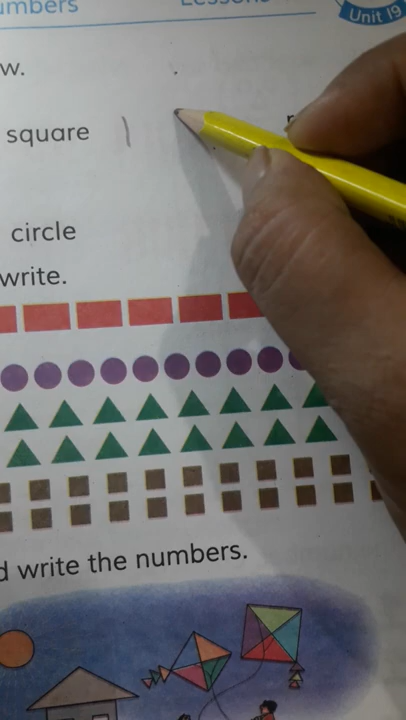 umbers
Unit 19
w.
square
circle
write.
d write the numbers.